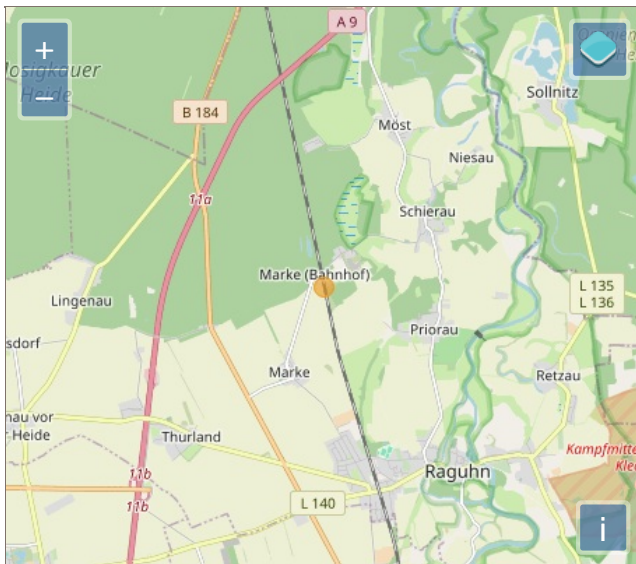 A 9
+
−
Mosigkauer
Heide
B 184
Sollnitz
Möst
Niesau
11a
Schierau
Marke (Bahnhof)
L 135
L 136
Lingenau
Priorau
sdorf
Marke
Retzau
nau vor
r Heide
Thurland
Kampfmitte
Kle
Raguhn
11b
11b
L 140
i